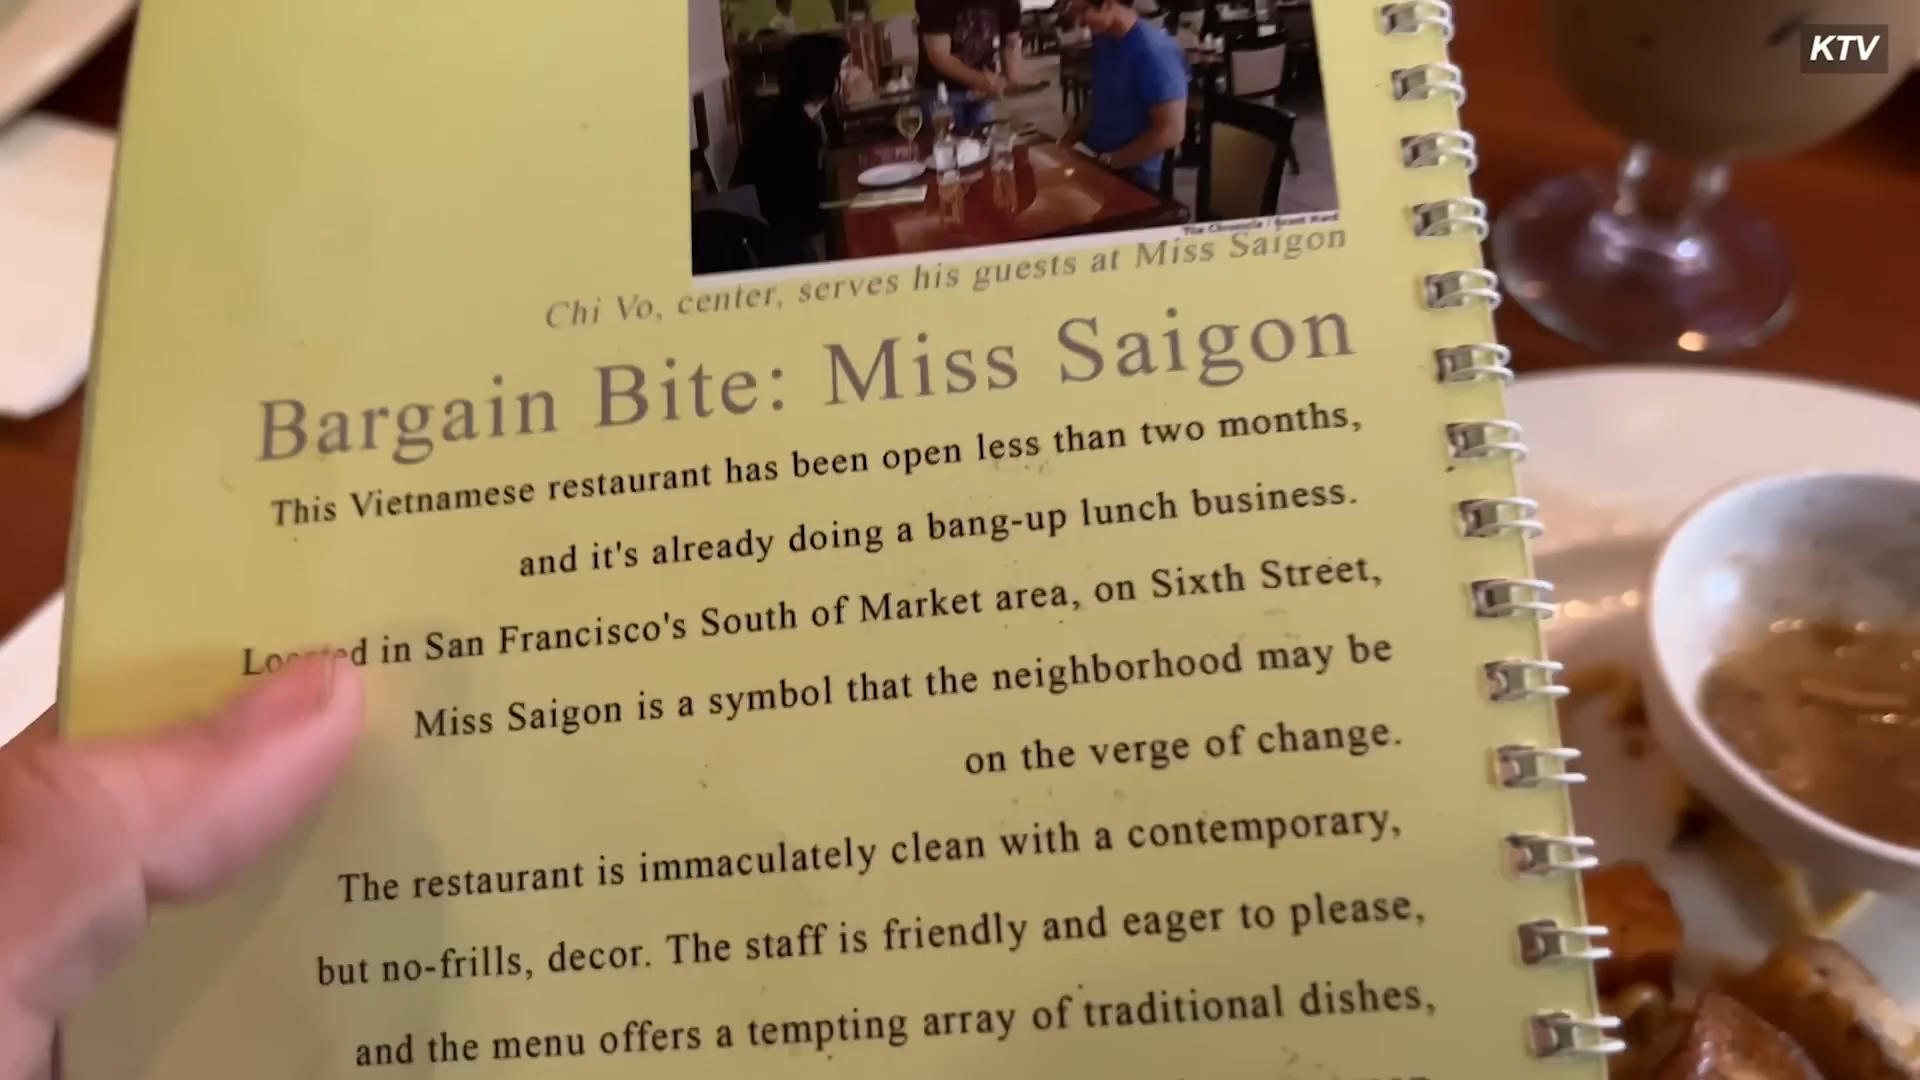 KTV
The Chronicle /
Chi Vo, center, serves his guests at Miss Saigon
Bargain Bite: Miss Saigon
This Vietnamese restaurant has been open less than two months,
and it's already doing a bang-up lunch business.
Located in San Francisco's South of Market area, on Sixth Street,
Miss Saigon is a symbol that the neighborhood may be
on the verge of change.
The restaurant is immaculately clean with a contemporary,
but no-frills, decor. The staff is friendly and eager to please,
and the menu offers a tempting array of traditional dishes,